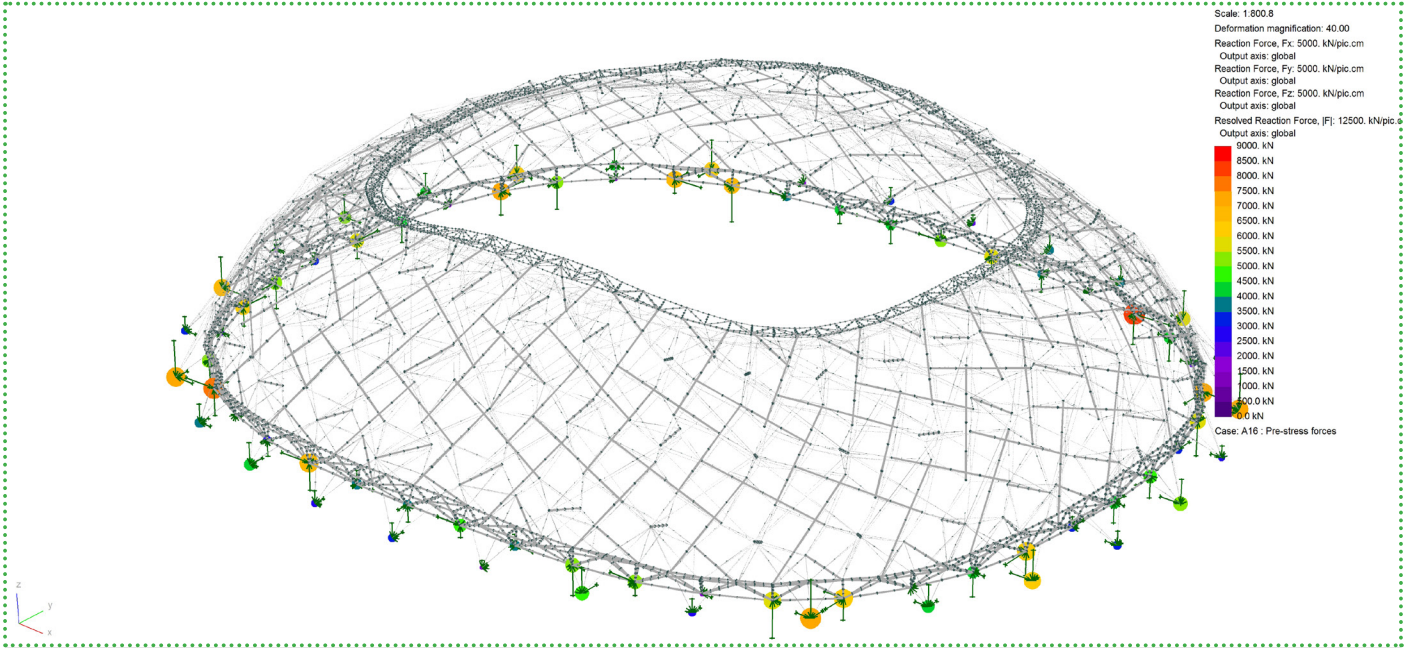 Scale: 1:800.8
Deformation magnification: 40.00
Reaction Force, Fx: 5000. kN/pic.cm
Output axis: global
Reaction Force, Fy: 5000. kN/pic.cm
Output axis: global
Reaction Force, Fz: 5000. kN/pic.cm
Output axis: global
Resolved Reaction Force, |F|: 12500. kN/pic.c
Output axis: global
9000. kN
8500. kN
8000. kN
7500. kN
7000. kN
6500. kN
6000. kN
5500. kN
5000. kN
4500. kN
4000. kN
3500. kN
3000. kN
2500. kN
2000. kN
1500. kN
1000. kN
500.0 kN
0.0 kN
Case: A16 : Pre-stress forces
z
y
x